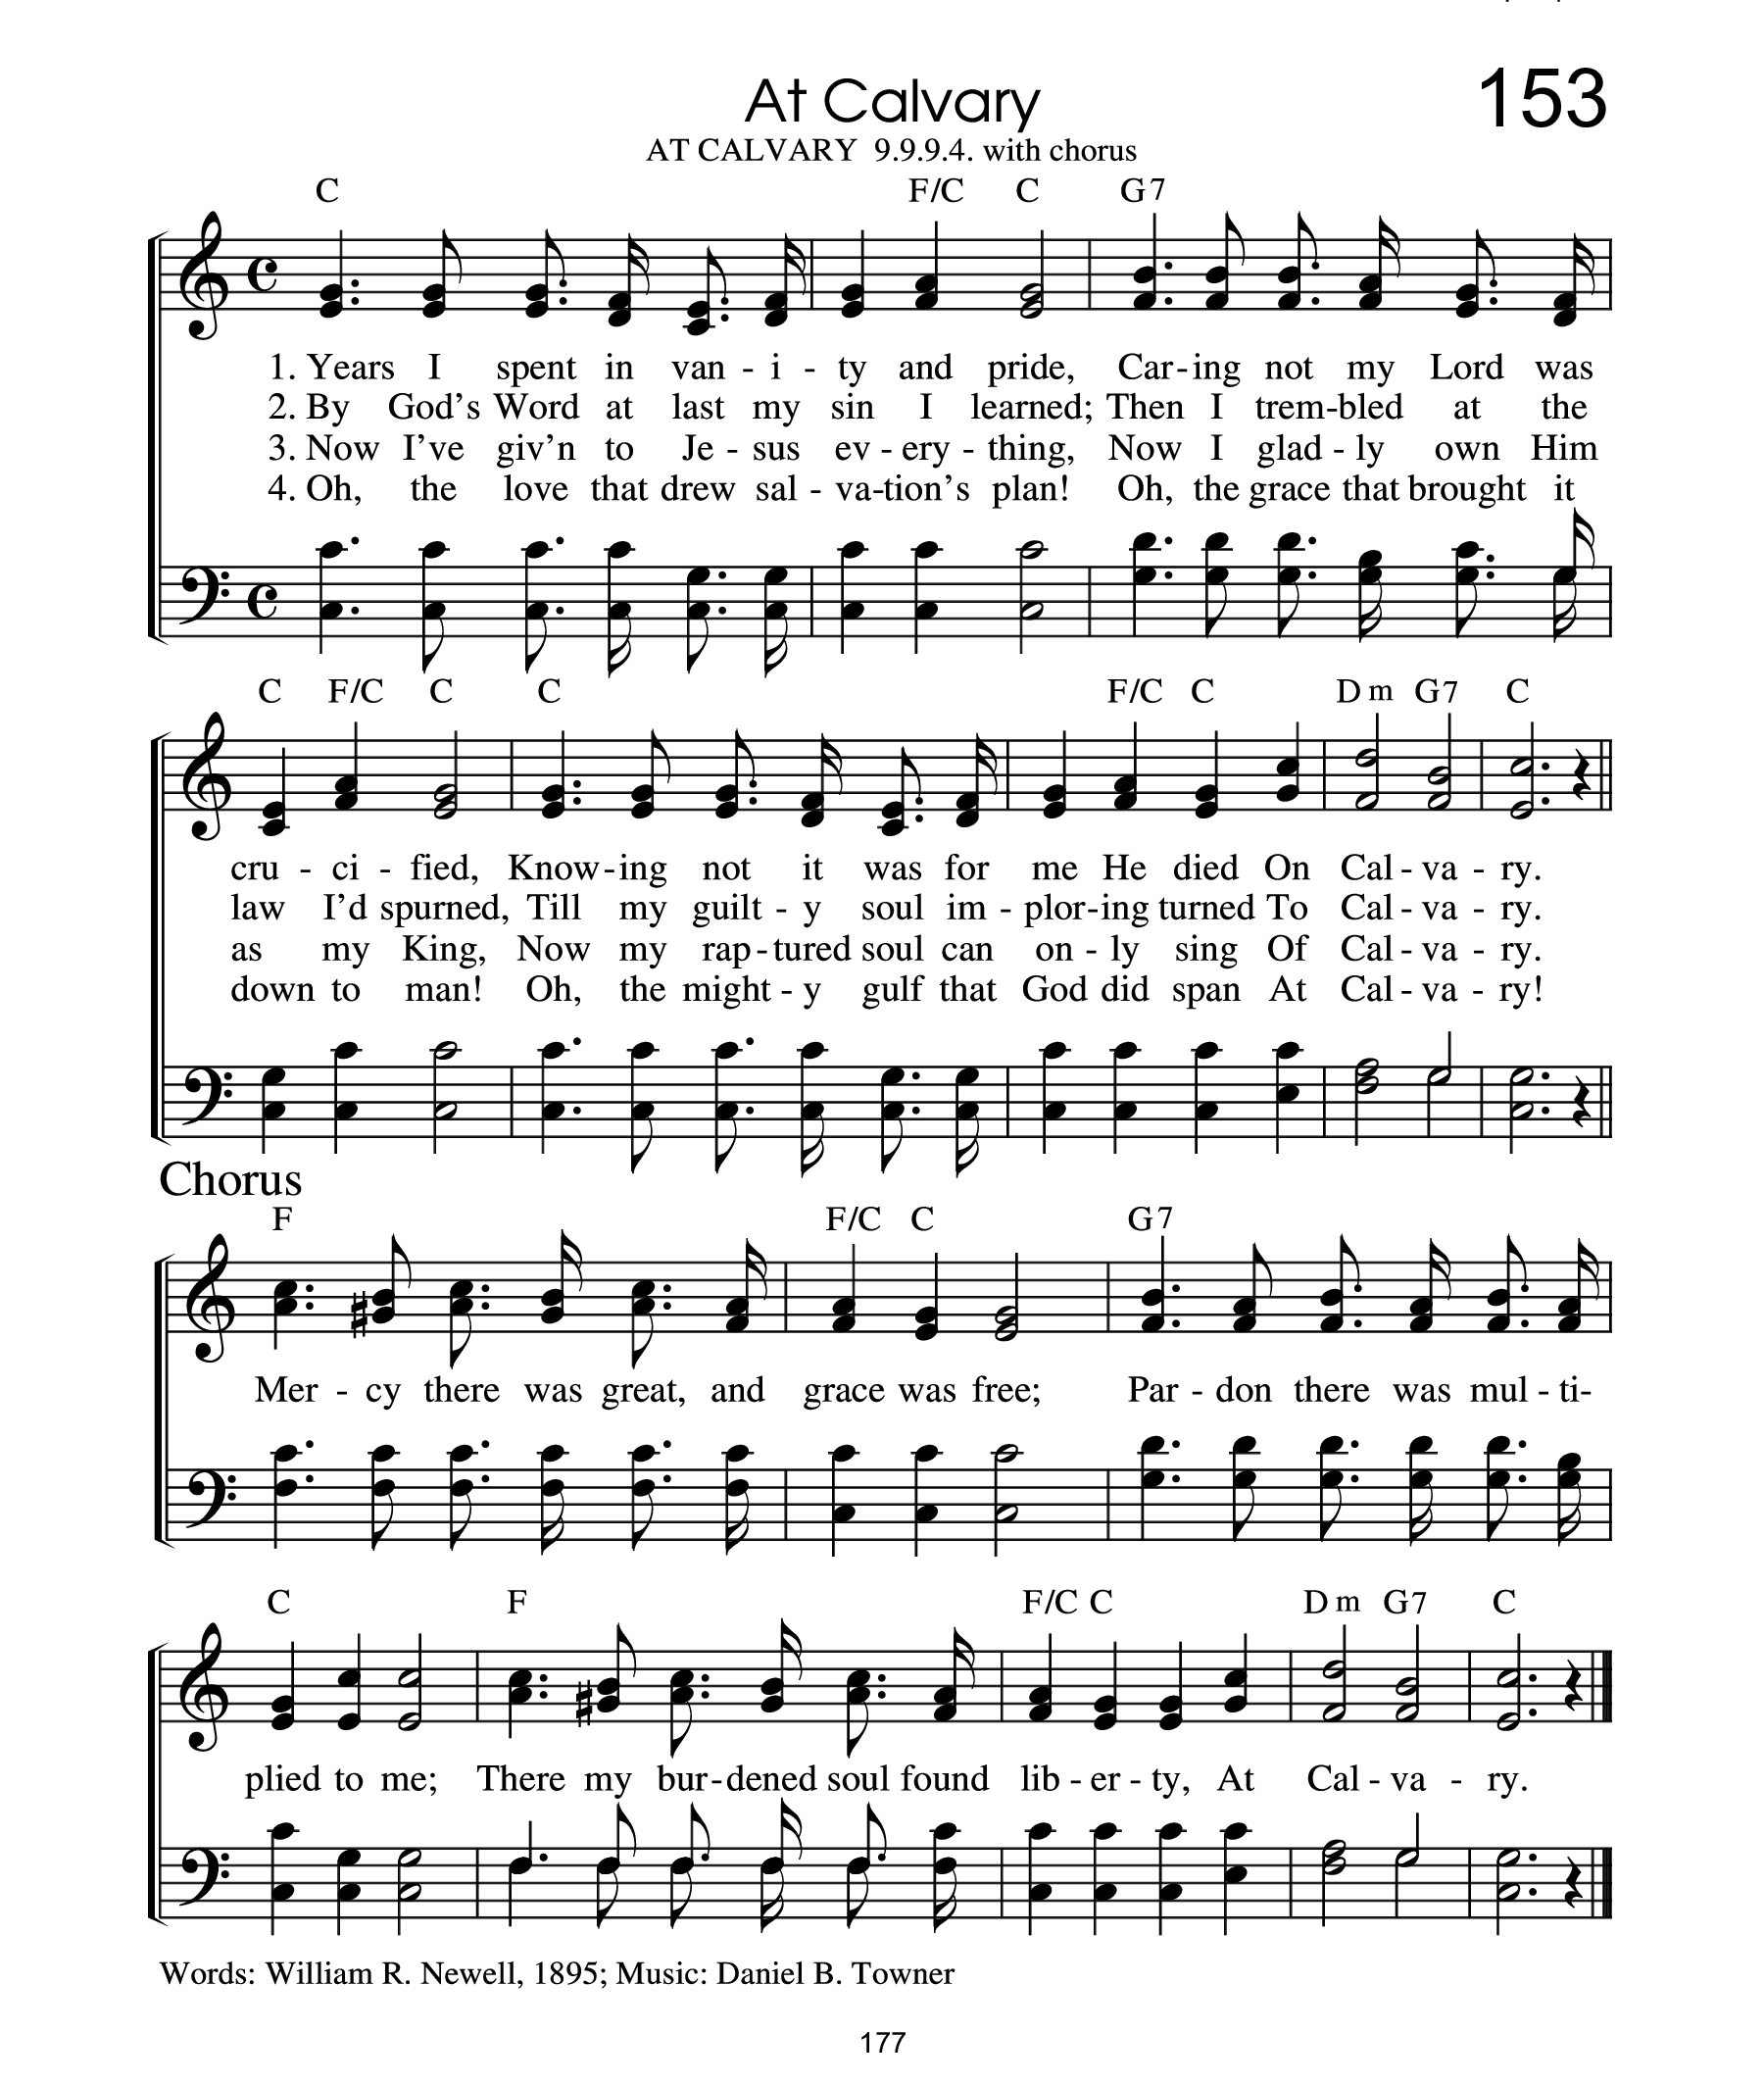 At Calvary
153
AT CALVARY 9.9.9.4. with chorus
C F/C C G7
1. Years I spent in van - i - ty and pride, Car - ing not my Lord was
2. By God's Word at last my sin I learned; Then I trem - bled at the
3. Now I've giv'n to Je - sus ev - ery - thing, Now I glad - ly own Him
4. Oh, the love that drew sal - va - tion's plan! Oh, the grace that brought it
C F/C C C F/C C Dm G7 C
cru - ci - fied, Know - ing not it was for me He died On Cal - va - ry.
law I'd spurned, Till my guilt - y soul im - plor - ing turned To Cal - va - ry.
as my King, Now my rap - tured soul can on - ly sing Of Cal - va - ry.
down to man! Oh, the might - y gulf that God did span At Cal - va - ry!
Chorus
F F/C C G7
Mer - cy there was great, and grace was free; Par - don there was mul - ti-
C F F/C C Dm G7 C
plied to me; There my bur - dened soul found lib - er - ty, At Cal - va - ry.
Words: William R. Newell, 1895; Music: Daniel B. Towner
177